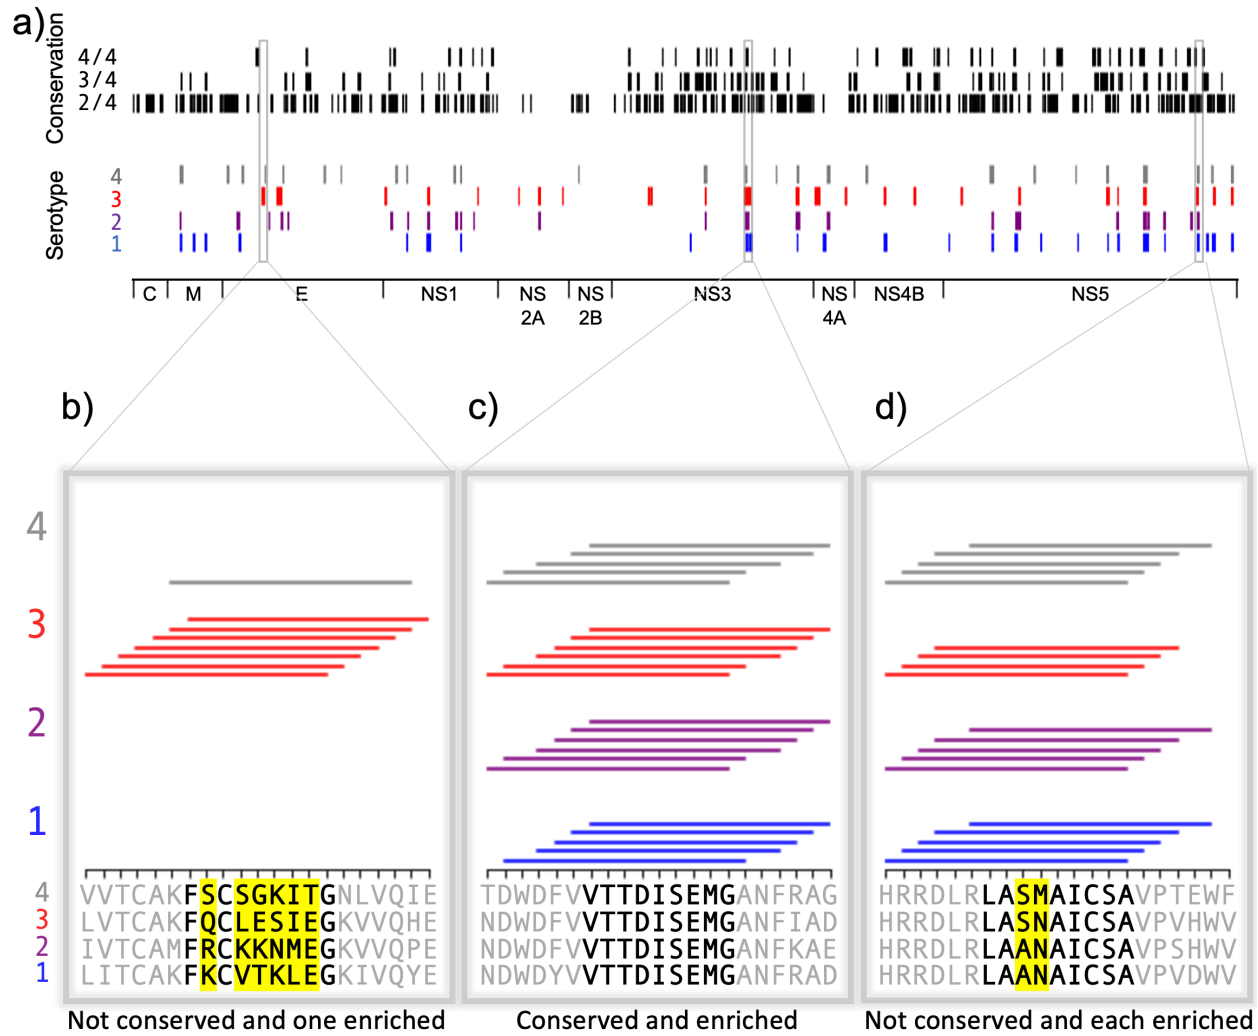 a)
Conservation
4/4
3/4
2/4
Serotype
4
3
2
1
C M E NS1 NS 2A NS 2B NS3 NS 4A NS4B NS5
b) c) d)
4
3
2
1
4 VVTCAKFSCSGKITGNLVQIE TDWDFVVTTDISEMGANFRAG HRRDLRLASMAICSAVPTEWF
3 LVTCAKFQCLESIEGKVVQHE NDWDFVVTTDISEMGANFIAD HRRDLRLASNAICSAVPVHWV
2 IVTCAMFRCKKNMEGKVVQPE NDWDFVVTTDISEMGANFKAE HRRDLRLAANAICSAVPSHWV
1 LITCAKFKCVTKLEGKIVQYE NDWDYVVTTDISEMGANFRAD HRRDLRLAANAICSAVPVDWV
Not conserved and one enriched Conserved and enriched Not conserved and each enriched